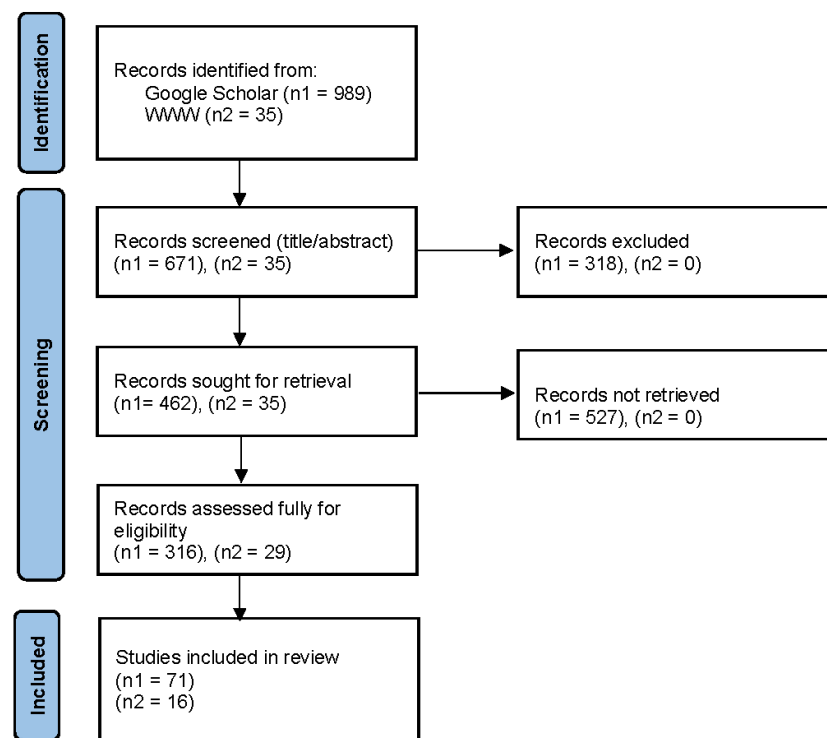 Identification
Records identified from:
Google Scholar (n1 = 989)
WWW (n2 = 35)
Screening
Records screened (title/abstract)
(n1 = 671), (n2 = 35)
Records excluded
(n1 = 318), (n2 = 0)
Records sought for retrieval
(n1= 462), (n2 = 35)
Records not retrieved
(n1 = 527), (n2 = 0)
Records assessed fully for
eligibility
(n1 = 316), (n2 = 29)
Included
Studies included in review
(n1 = 71)
(n2 = 16)